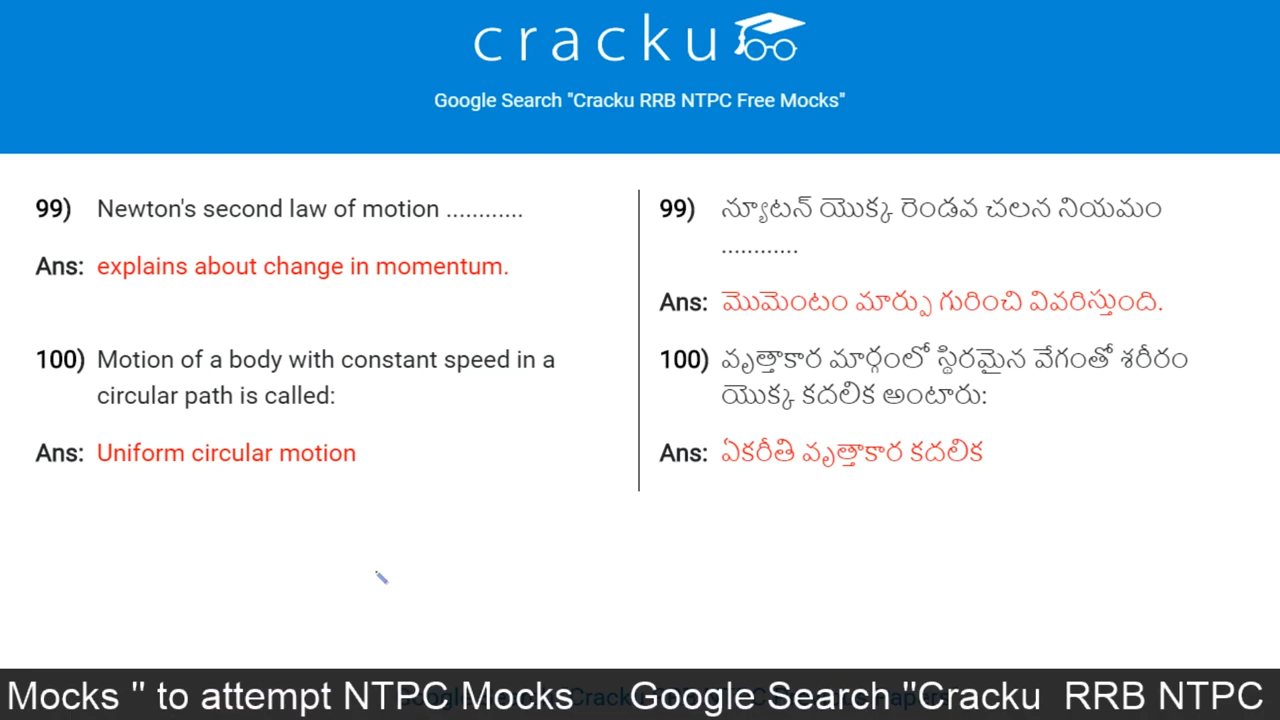 cracku
Google Search "Cracku RRB NTPC Free Mocks"
99) Newton's second law of motion ............
Ans: explains about change in momentum.
100) Motion of a body with constant speed in a
circular path is called:
Ans: Uniform circular motion
99) న్యూటన్ యొక్క రెండవ చలన నియమం
............
Ans: మొమెంటం మార్పు గురించి వివరిస్తుంది.
100) వృత్తాకార మార్గంలో స్థిరమైన వేగంతో శరీరం
యొక్క కదలిక అంటారు:
Ans: ఏకరీతి వృత్తాకార కదలిక
Mocks " to attempt NTPC Mocks Google Search "Cracku RRB NTPC